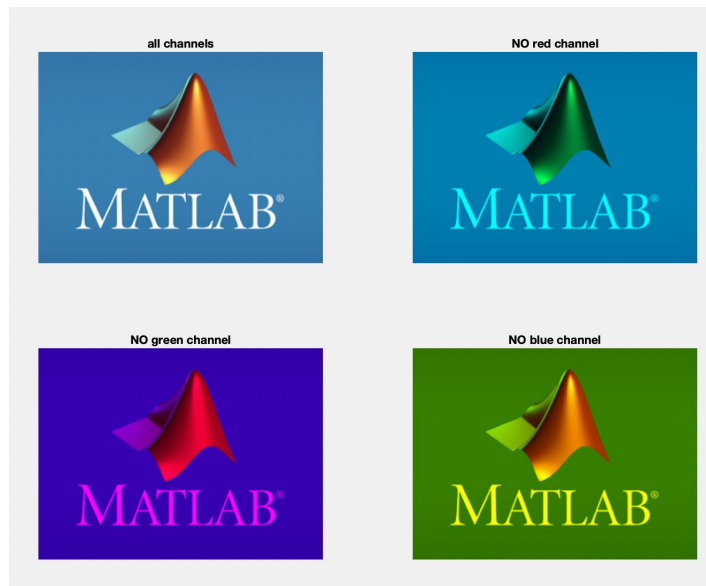 all channels
NO red channel
MATLAB®
MATLAB®
NO green channel
NO blue channel
MATLAB®
MATLAB®